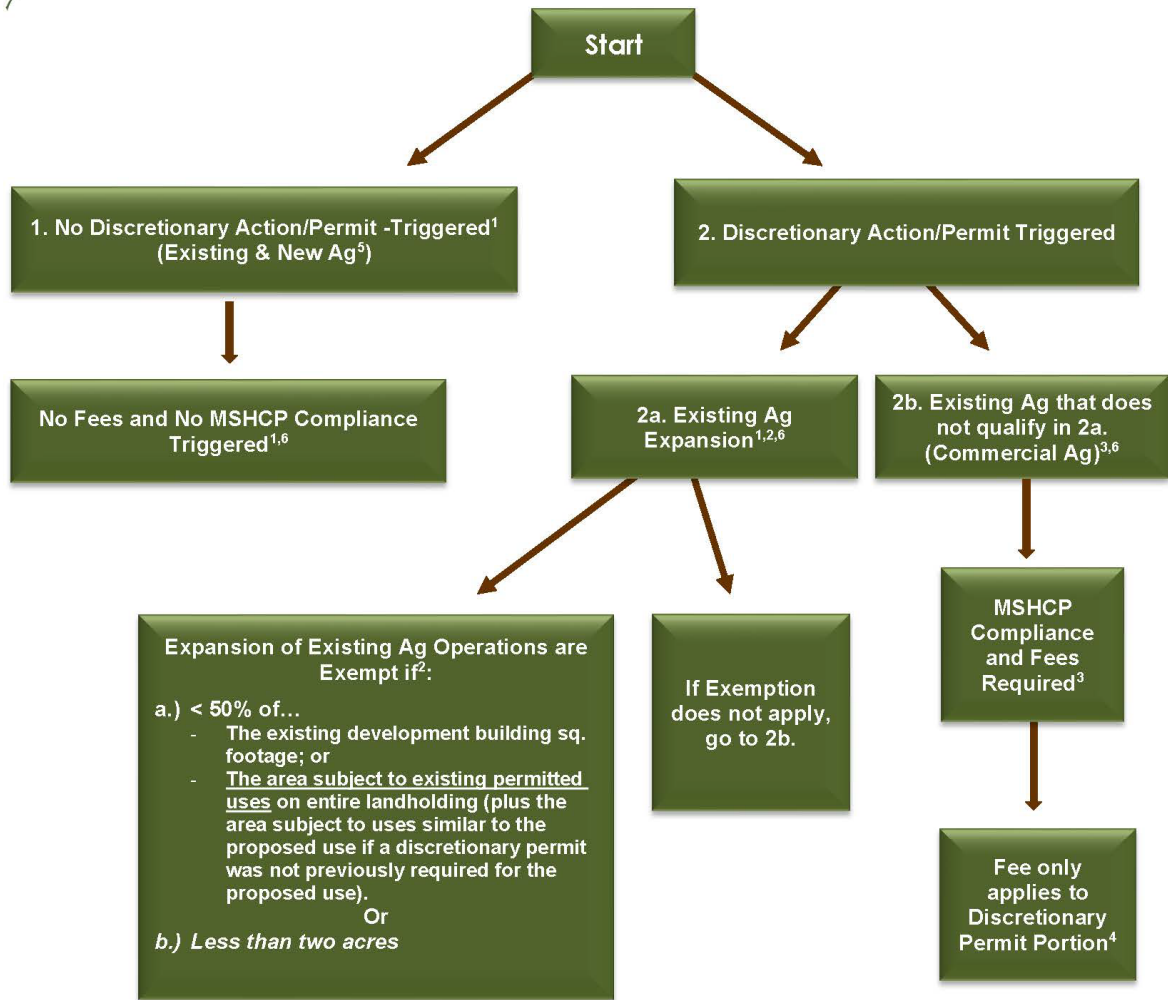 Start
1. No Discretionary Action/Permit -Triggered¹
(Existing & New Ag⁵)
2. Discretionary Action/Permit Triggered
No Fees and No MSHCP Compliance
Triggered¹,⁶
2a. Existing Ag
Expansion¹,²,⁶
2b. Existing Ag that does
not qualify in 2a.
(Commercial Ag)³,⁶
Expansion of Existing Ag Operations are
Exempt if²:
a.) < 50% of…
- The existing development building sq.
footage; or
- The area subject to existing permitted
uses on entire landholding (plus the
area subject to uses similar to the
proposed use if a discretionary permit
was not previously required for the
proposed use).
Or
b.) Less than two acres
If Exemption
does not apply,
go to 2b.
MSHCP
Compliance
and Fees
Required³
Fee only
applies to
Discretionary
Permit Portion⁴